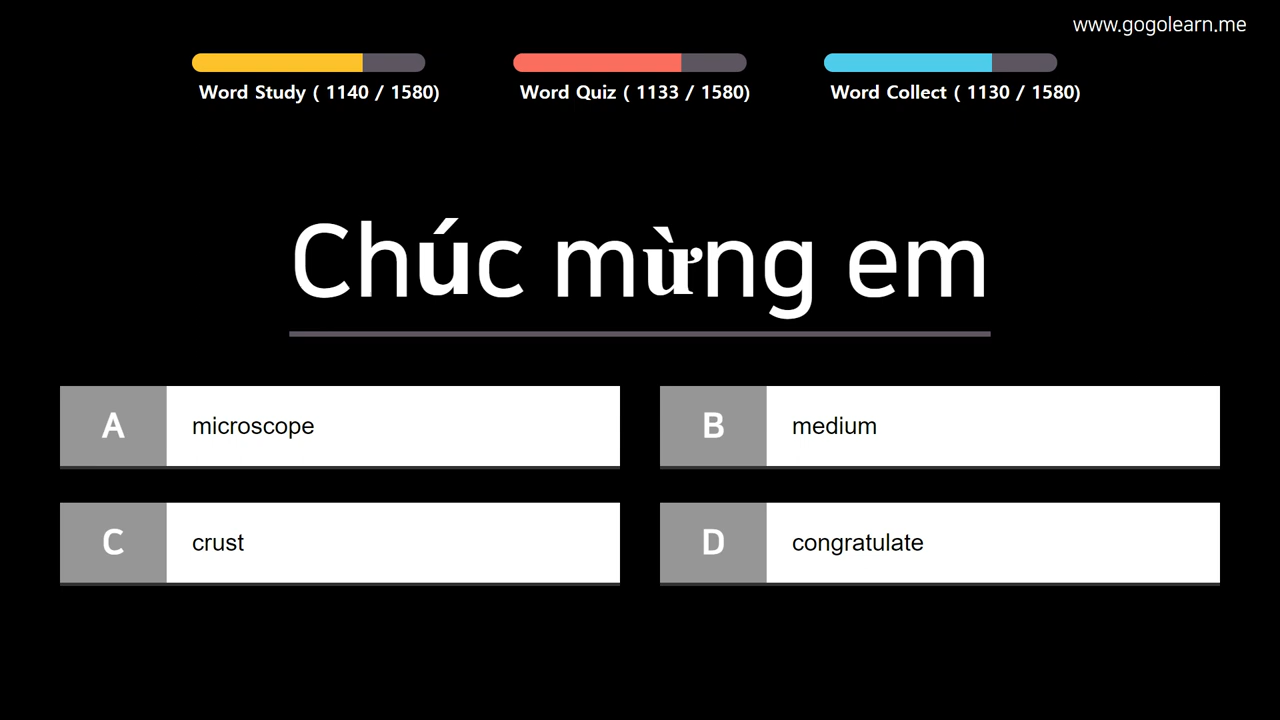 www.gogolearn.me
Word Study ( 1140 / 1580)
Word Quiz ( 1133 / 1580)
Word Collect ( 1130 / 1580)
Chúc mừng em
A microscope
B medium
C crust
D congratulate